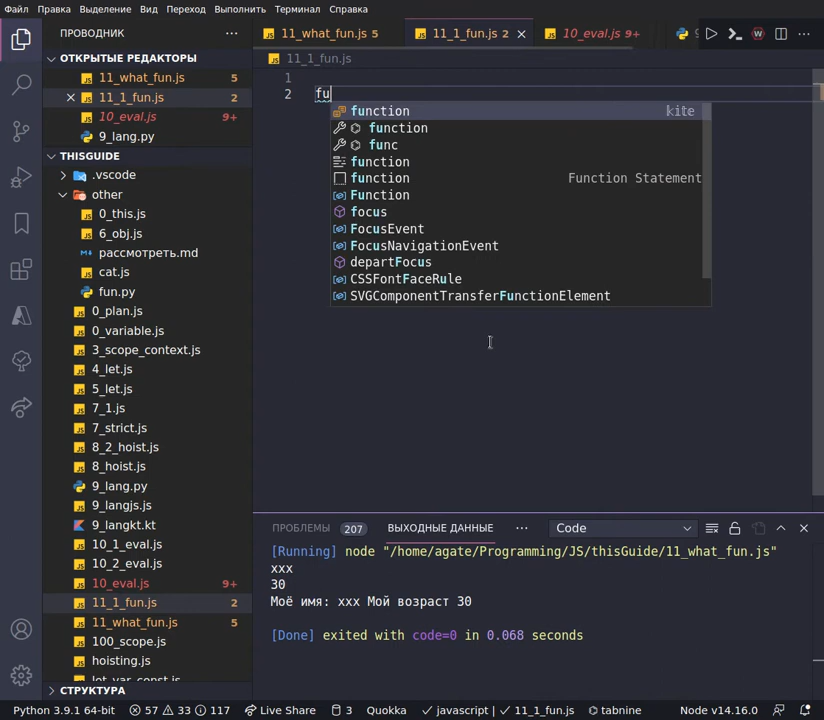 Файл Правка Выделение Вид Переход Выполнить Терминал Справка
ПРОВОДНИК ···
11_what_fun.js 5
11_1_fun.js 2
10_eval.js 9+
9
ОТКРЫТЫЕ РЕДАКТОРЫ
11_what_fun.js 5
11_1_fun.js 2
10_eval.js 9+
9_lang.py
THISGUIDE
.vscode
other
0_this.js
6_obj.js
рассмотреть.md
cat.js
fun.py
0_plan.js
0_variable.js
3_scope_context.js
4_let.js
5_let.js
7_1.js
7_strict.js
8_2_hoist.js
8_hoist.js
9_lang.py
9_langjs.js
9_langkt.kt
10_1_eval.js
10_2_eval.js
10_eval.js 9+
11_1_fun.js 2
11_what_fun.js 5
100_scope.js
hoisting.js
let_var_const.js
СТРУКТУРА
11_1_fun.js
1
2 fu
function kite
function
func
function
function Function Statement
Function
focus
FocusEvent
FocusNavigationEvent
departFocus
CSSFontFaceRule
SVGComponentTransferFunctionElement
ПРОБЛЕМЫ 207 ВЫХОДНЫЕ ДАННЫЕ ··· Code
[Running] node "/home/agate/Programming/JS/thisGuide/11_what_fun.js"
xxx
30
Моё имя: xxx Мой возраст 30
[Done] exited with code=0 in 0.068 seconds
Python 3.9.1 64-bit 57 33 117 Live Share 3 Quokka javascript | 11_1_fun.js tabnine Node v14.16.0